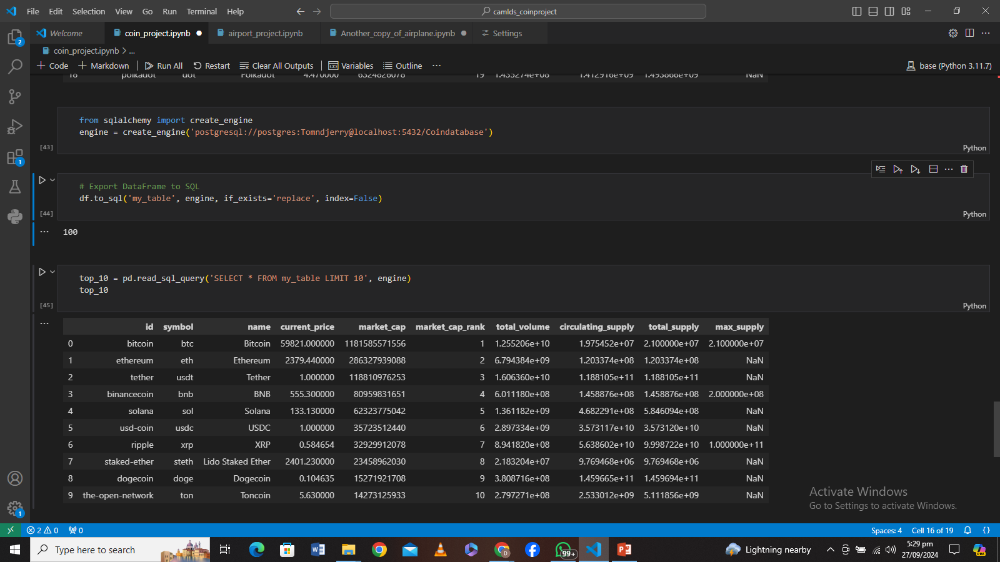 File Edit Selection View Go Run Terminal Help
camlds_coinproject
Welcome coin_project.ipynb airport_project.ipynb Another_copy_of_airplane.ipynb Settings
coin_project.ipynb > ...
Code Markdown Run All Restart Clear All Outputs Variables Outline ... base (Python 3.11.7)
18 polkadot dot Polkadot 4.470000 6324826078 19 1.435274e+08 1.412916e+09 1.493866e+09 NaN
from sqlalchemy import create_engine
engine = create_engine('postgresql://postgres:Tomndjerry@localhost:5432/Coindatabase')
[43] Python
# Export DataFrame to SQL
df.to_sql('my_table', engine, if_exists='replace', index=False)
[44] Python
... 100
top_10 = pd.read_sql_query('SELECT * FROM my_table LIMIT 10', engine)
top_10
[45] Python
...
id symbol name current_price market_cap market_cap_rank total_volume circulating_supply total_supply max_supply
0 bitcoin btc Bitcoin 59821.000000 1181585571556 1 1.255206e+10 1.975452e+07 2.100000e+07 2.100000e+07
1 ethereum eth Ethereum 2379.440000 286327939088 2 6.794384e+09 1.203374e+08 1.203374e+08 NaN
2 tether usdt Tether 1.000000 118810976253 3 1.606360e+10 1.188105e+11 1.188105e+11 NaN
3 binancecoin bnb BNB 555.300000 80959831651 4 6.011180e+08 1.458876e+08 1.458876e+08 2.000000e+08
4 solana sol Solana 133.130000 62323775042 5 1.361182e+09 4.682291e+08 5.846094e+08 NaN
5 usd-coin usdc USDC 1.000000 35723512440 6 2.897334e+09 3.573117e+10 3.573120e+10 NaN
6 ripple xrp XRP 0.584654 32929912078 7 8.941820e+08 5.638602e+10 9.998722e+10 1.000000e+11
7 staked-ether steth Lido Staked Ether 2401.230000 23458962030 8 2.183204e+07 9.769468e+06 9.769468e+06 NaN
8 dogecoin doge Dogecoin 0.104635 15271921708 9 3.808716e+08 1.459665e+11 1.459694e+11 NaN
9 the-open-network ton Toncoin 5.630000 14273125933 10 2.797271e+08 2.533012e+09 5.111856e+09 NaN
Activate Windows
Go to Settings to activate Windows.
2 0 0 Spaces: 4 Cell 16 of 19
Type here to search
99+
Lightning nearby
5:29 pm
27/09/2024